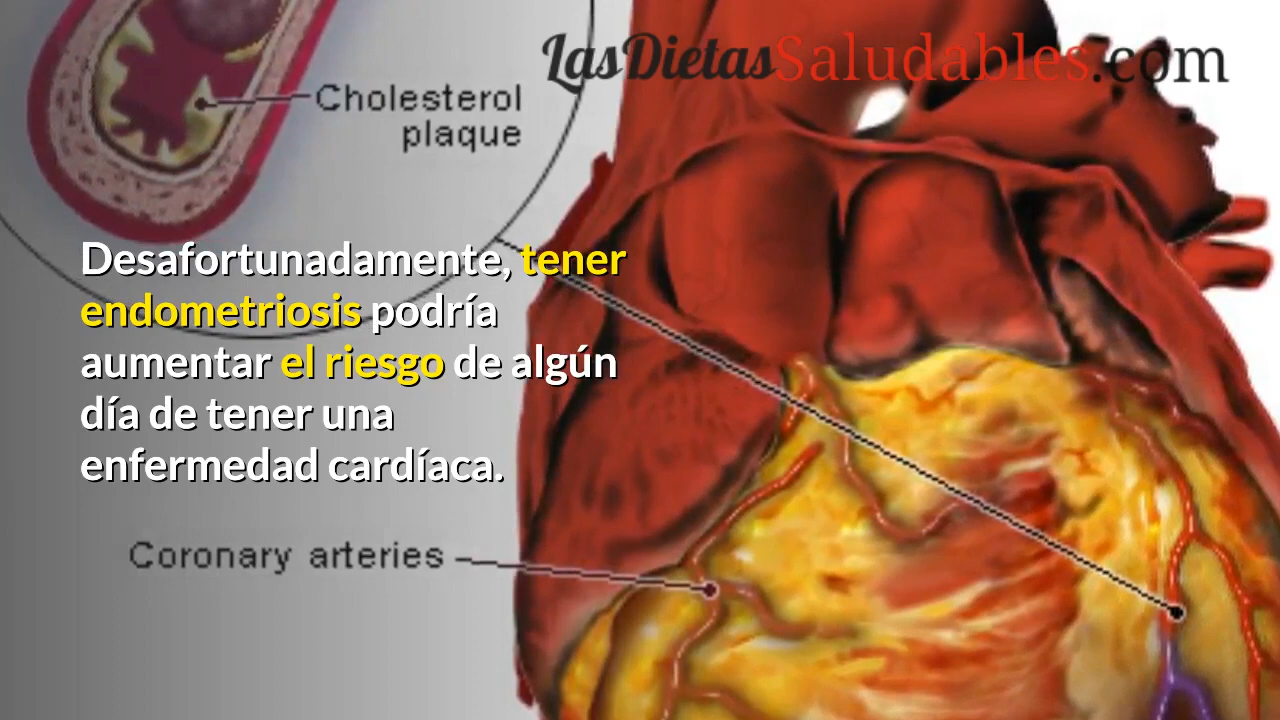 LasDietasSaludables.com
Cholesterol
plaque
Desafortunadamente, tener
endometriosis podría
aumentar el riesgo de algún
día de tener una
enfermedad cardíaca.
Coronary arteries